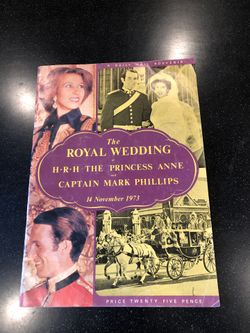 A DAILY MAIL SOUVENIR
The
ROYAL WEDDING
of
H·R·H THE PRINCESS ANNE
and
CAPTAIN MARK PHILLIPS
14 November 1973
PRICE TWENTY FIVE PENCE